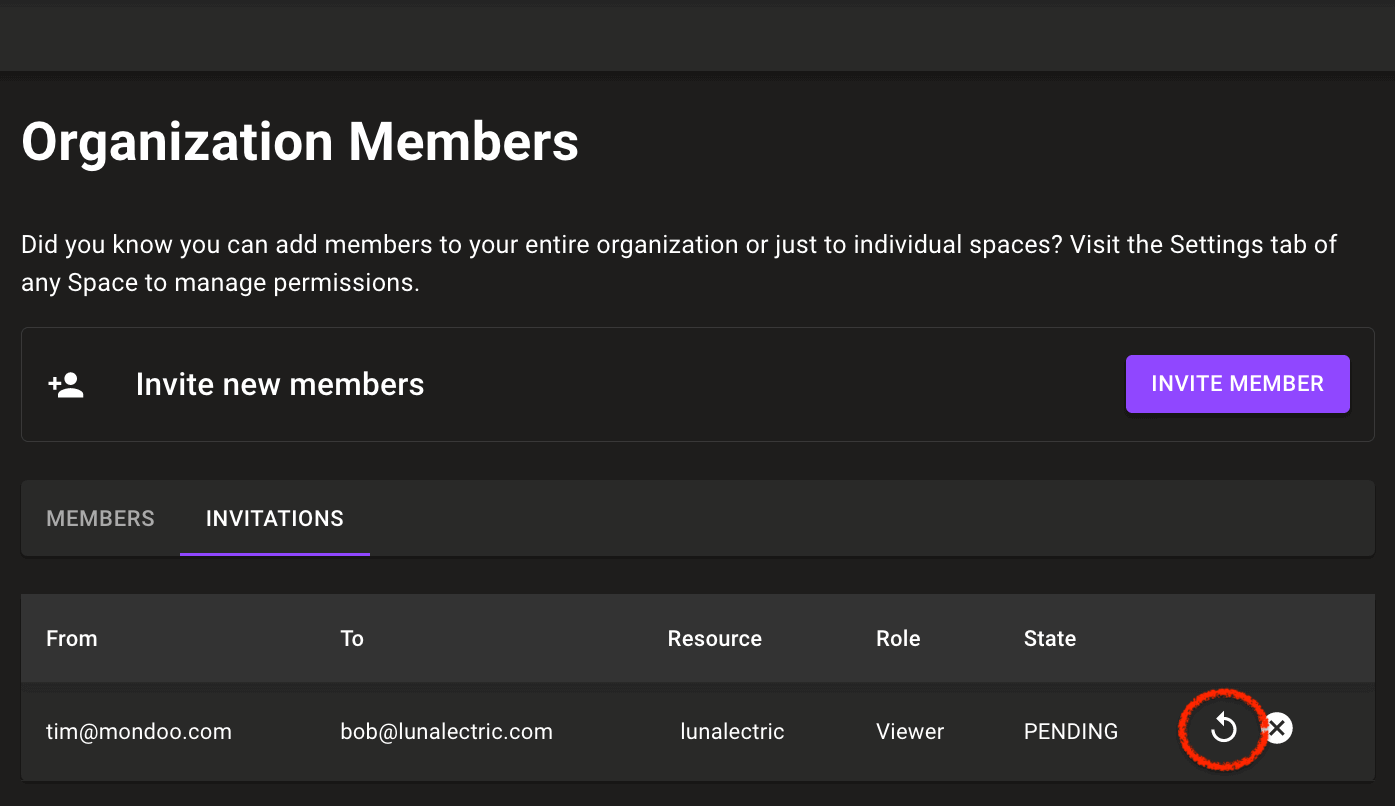 Organization Members
Did you know you can add members to your entire organization or just to individual spaces? Visit the Settings tab of
any Space to manage permissions.
Invite new members
INVITE MEMBER
MEMBERS INVITATIONS
From To Resource Role State
tim@mondoo.com bob@lunalectric.com lunalectric Viewer PENDING